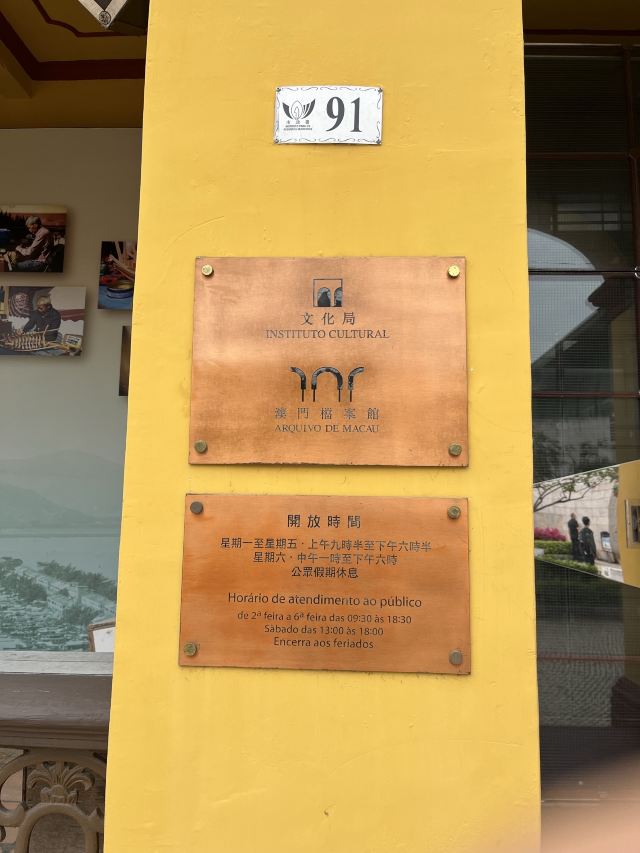 91
文化局
INSTITUTO CULTURAL
澳門檔案館
ARQUIVO DE MACAU
開放時間
星期一至星期五．上午九時半至下午六時半
星期六．中午一時至下午六時
公眾假期休息
Horário de atendimento ao público
de 2ª feira a 6ª feira das 09:30 às 18:30
Sábado das 13:00 às 18:00
Encerra aos feriados